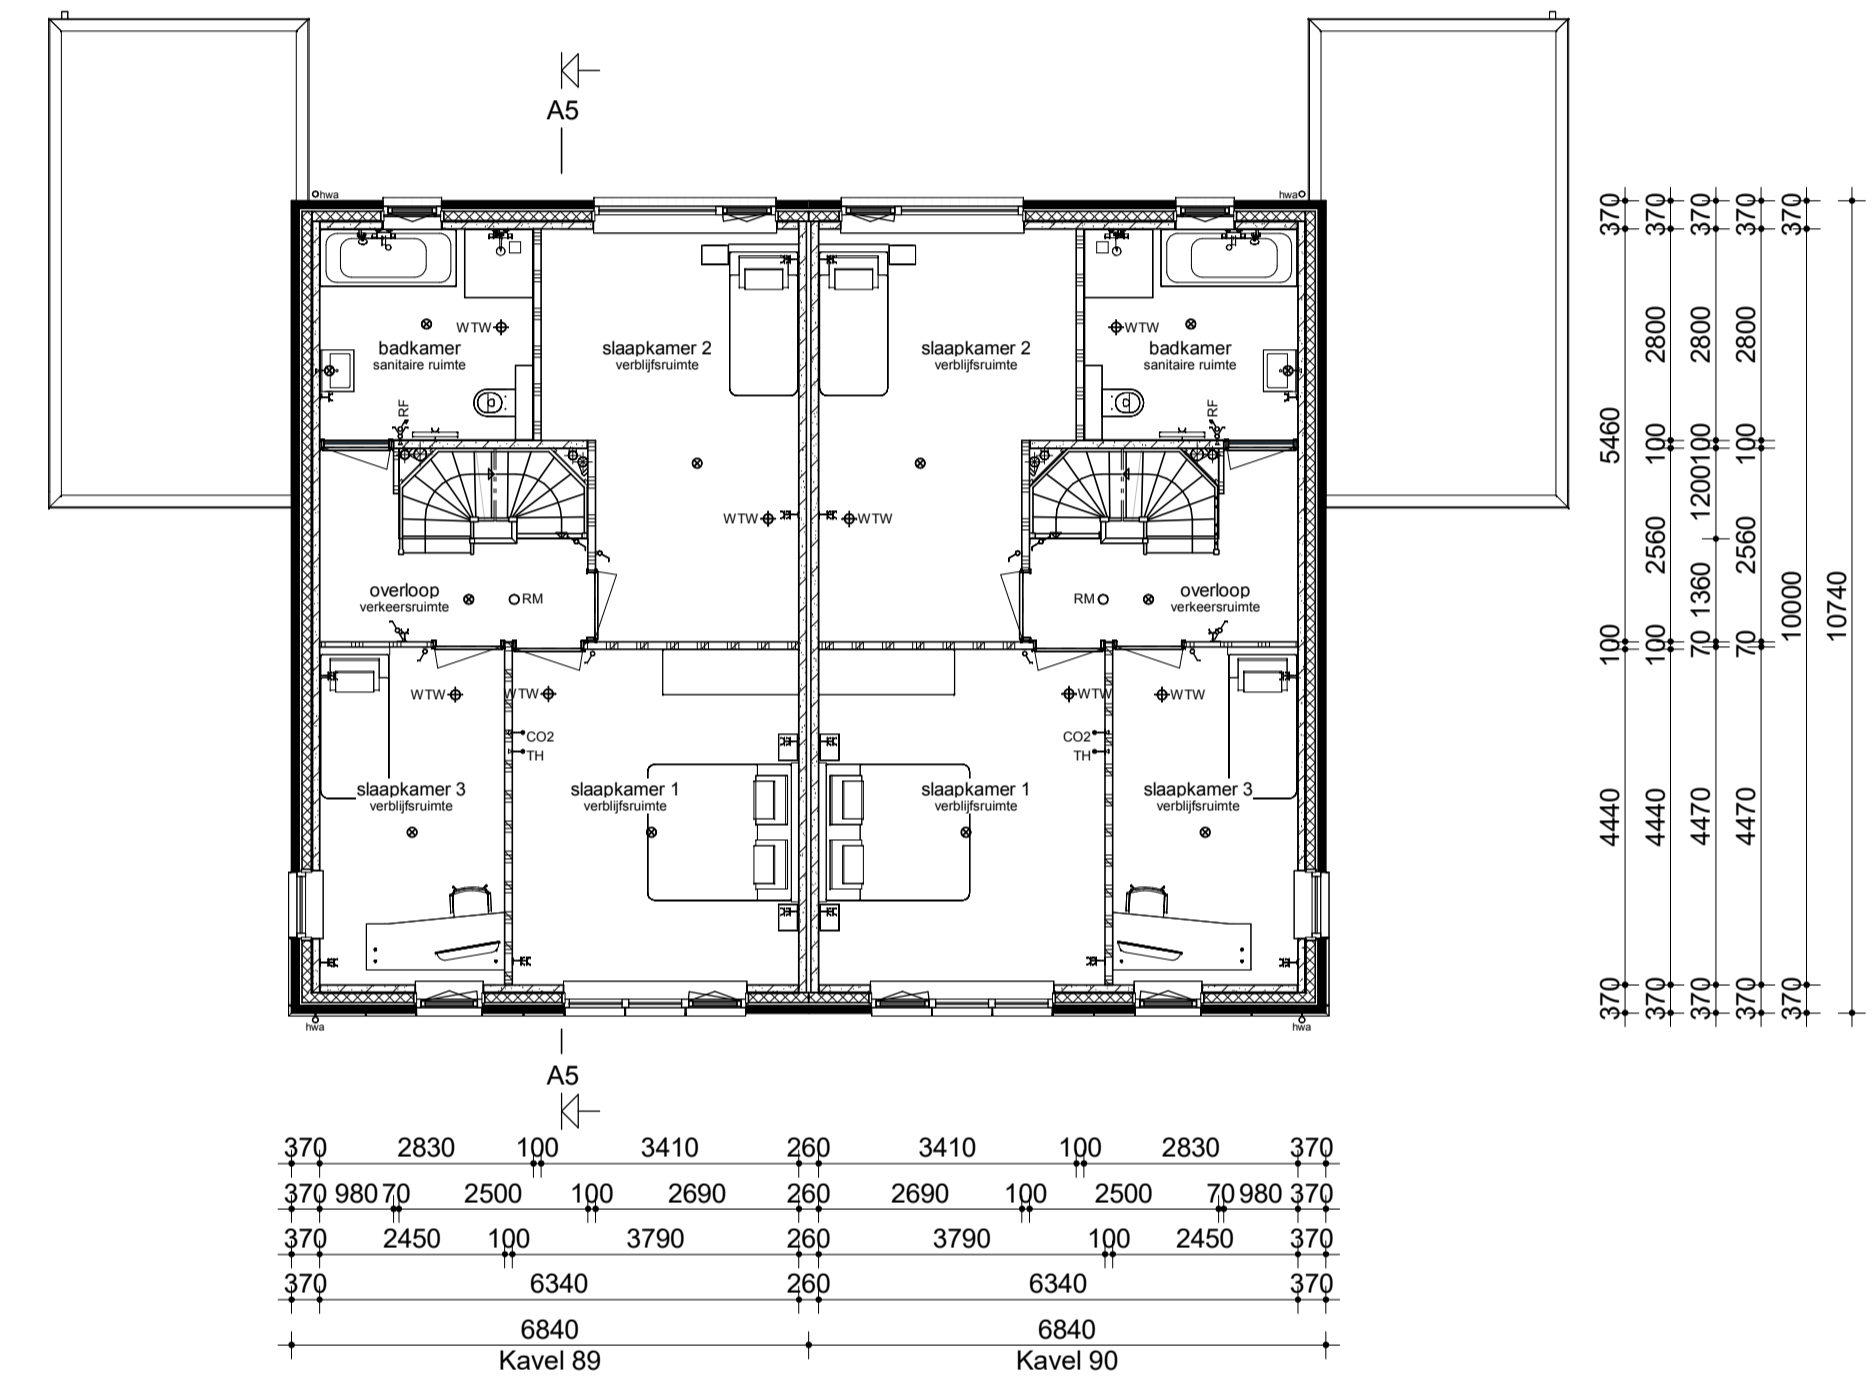 A5
hwa hwa
WTW WTW
badkamer slaapkamer 2 slaapkamer 2 badkamer
sanitaire ruimte verblijfsruimte verblijfsruimte sanitaire ruimte
RF RF
WTW WTW
overloop overloop
verkeersruimte RM RM verkeersruimte
WTW WTW WTW WTW
CO2 CO2
TH TH
slaapkamer 3 slaapkamer 1 slaapkamer 1 slaapkamer 3
verblijfsruimte verblijfsruimte verblijfsruimte verblijfsruimte
hwa hwa
A5
370 2830 100 3410 260 3410 100 2830 370
370 980 70 2500 100 2690 260 2690 100 2500 70 980 370
370 2450 100 3790 260 3790 100 2450 370
370 6340 260 6340 370
6840 6840
Kavel 89 Kavel 90
370 5460 100 4440 370
370 2800 100 2560 100 4440 370
370 2800 100 1200 1360 70 4470 370
370 2800 100 2560 70 4470 370
370 10000 370
10740